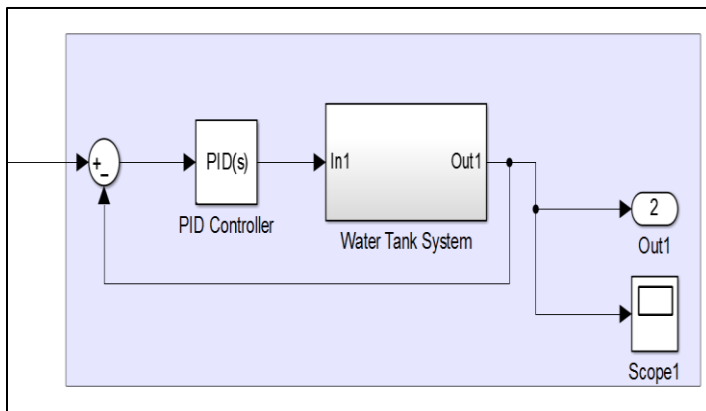 +
-
PID(s)
PID Controller
In1
Out1
Water Tank System
2
Out1
Scope1